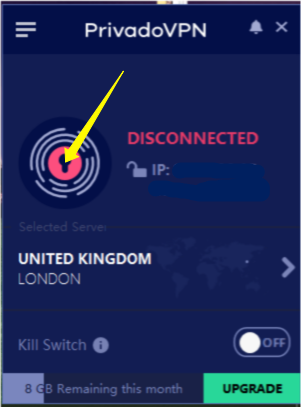 PrivadoVPN
DISCONNECTED
IP:
Selected Server
UNITED KINGDOM
LONDON
Kill Switch
OFF
8 GB Remaining this month
UPGRADE